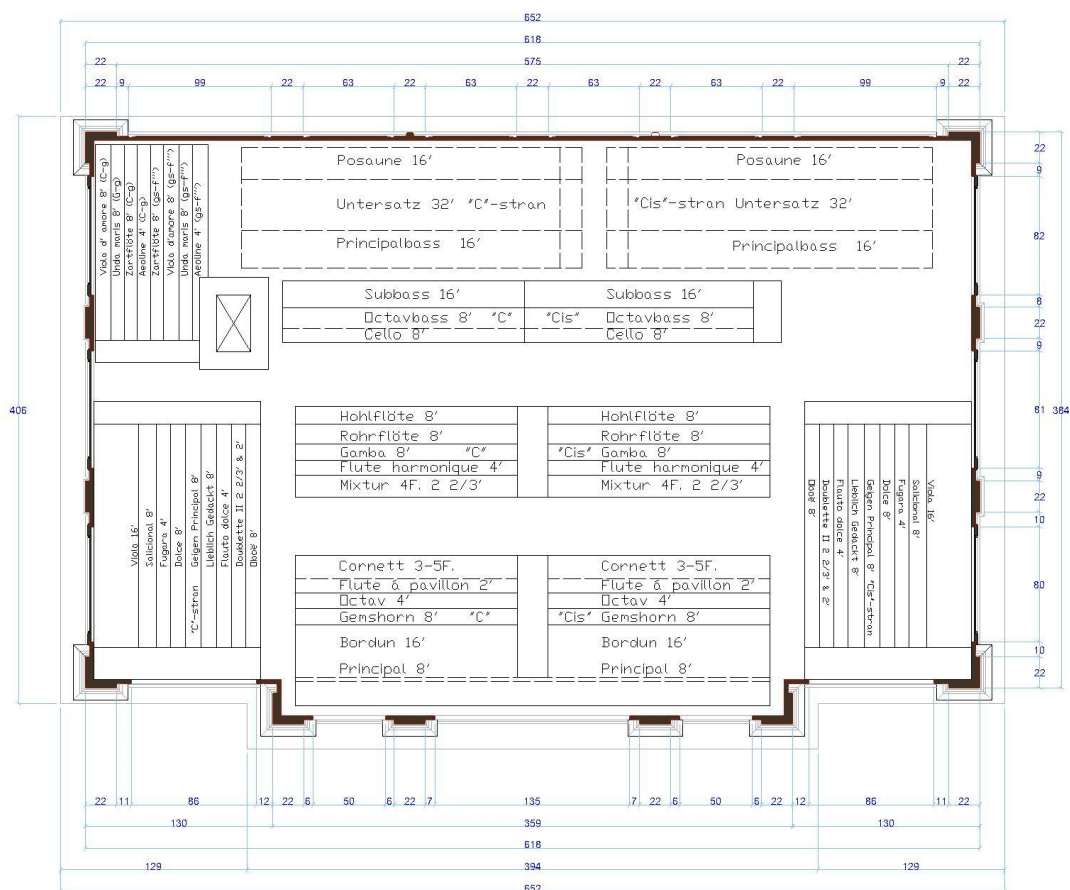 652
618
22 575 22
22 9 99 22 63 22 63 22 63 22 63 22 99 9 22
Posaune 16' Posaune 16'
Untersatz 32' "C"-stran "Cis"-stran Untersatz 32'
Principalbass 16' Principalbass 16'
Viola d' amore 8' (C-g)
Unda maris 8' (G-g)
Zartflöte 8' (C-g)
Aeoline 4' (C-g)
Zartflöte 8' (gs-f''')
Viola d'amore 8' (gs-f''')
Unda maris 8' (gs-f''')
Aeoline 4' (gs-f''')
Subbass 16' Subbass 16'
Octavbass 8' "C" "Cis" Octavbass 8'
Cello 8' Cello 8'
406
22
9
82
8
22
9
81
384
9
22
10
80
10
22
Hohlflöte 8' Hohlflöte 8'
Rohrflöte 8' Rohrflöte 8'
Gamba 8' "C" "Cis" Gamba 8'
Flute harmonique 4' Flute harmonique 4'
Mixtur 4F. 2 2/3' Mixtur 4F. 2 2/3'
Viola 16'
Salicional 8'
Fugara 4'
Dolce 8'
"C"-stran Geigen Principal 8'
Lieblich Gedackt 8'
Flauto dolce 4'
Doublette II 2 2/3' & 2'
Oboë 8'
Cornett 3-5F. Cornett 3-5F.
Flute á pavillon 2' Flute á pavillon 2'
Octav 4' Octav 4'
Gemshorn 8' "C" "Cis" Gemshorn 8'
Bordun 16' Bordun 16'
Principal 8' Principal 8'
Oboë 8'
Doublette II 2 2/3' & 2'
Flauto dolce 4'
Lieblich Gedackt 8'
Geigen Principal 8' "Cis"-stran
Dolce 8'
Fugara 4'
Salicional 8'
Viola 16'
22 11 86 12 22 6 50 6 22 7 135 7 22 6 50 6 22 12 86 11 22
130 359 130
618
129 394 129
652